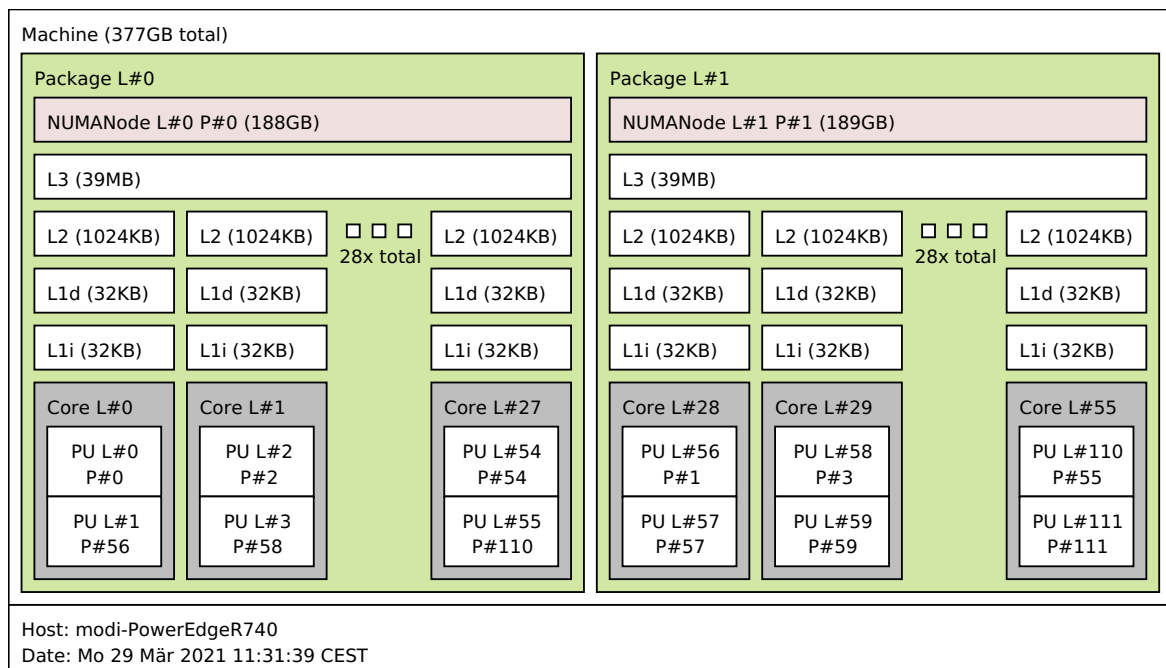 Machine (377GB total)
Package L#0
NUMANode L#0 P#0 (188GB)
L3 (39MB)
L2 (1024KB) L2 (1024KB) 28x total L2 (1024KB)
L1d (32KB) L1d (32KB) L1d (32KB)
L1i (32KB) L1i (32KB) L1i (32KB)
Core L#0 Core L#1 Core L#27
PU L#0 PU L#2 PU L#54
P#0 P#2 P#54
PU L#1 PU L#3 PU L#55
P#56 P#58 P#110
Package L#1
NUMANode L#1 P#1 (189GB)
L3 (39MB)
L2 (1024KB) L2 (1024KB) 28x total L2 (1024KB)
L1d (32KB) L1d (32KB) L1d (32KB)
L1i (32KB) L1i (32KB) L1i (32KB)
Core L#28 Core L#29 Core L#55
PU L#56 PU L#58 PU L#110
P#1 P#3 P#55
PU L#57 PU L#59 PU L#111
P#57 P#59 P#111
Host: modi-PowerEdgeR740
Date: Mo 29 Mär 2021 11:31:39 CEST